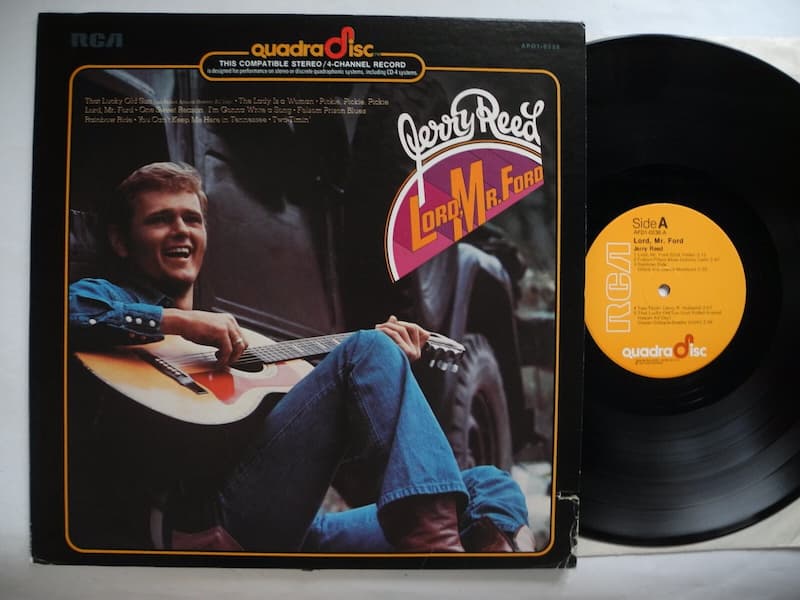 RCA
quadradisc
APD1-0238
THIS COMPATIBLE STEREO/4-CHANNEL RECORD
is designed for performance on stereo or discrete quadraphonic systems, including CD-4 systems
That Lucky Old Sun • The Lady Is a Woman • Pickie, Pickie, Pickie
Lord, Mr. Ford • One Sweet Reason • I'm Gonna Write a Song • Folsom Prison Blues
Rainbow Ride • You Can't Keep Me Here in Tennessee • Two-Timin'
Jerry Reed
LORD, MR. FORD
Side A
APD1-0238 A
Lord, Mr. Ford
Jerry Reed
RCA
quadradisc